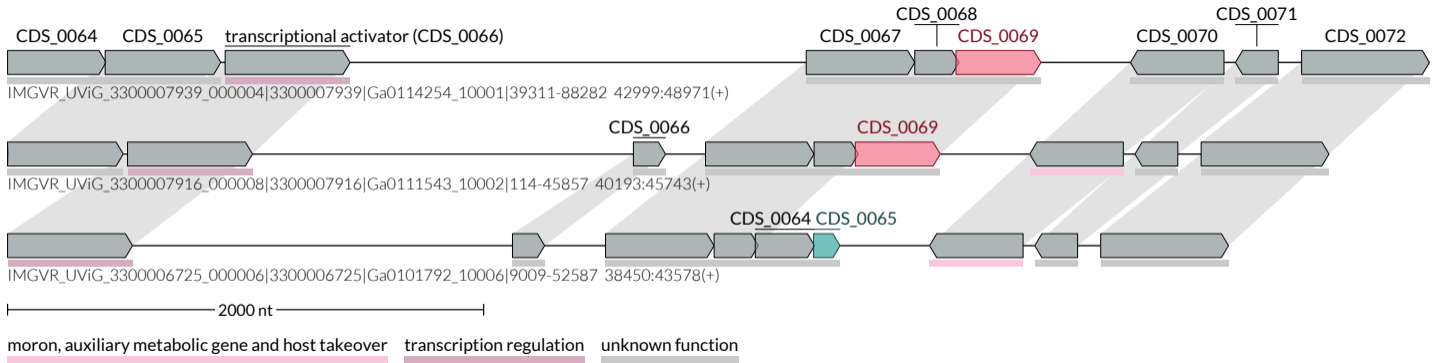 CDS_0068 CDS_0071
CDS_0064 CDS_0065 transcriptional activator (CDS_0066) CDS_0067 CDS_0069 CDS_0070 CDS_0072
IMGVR_UViG_3300007939_000004|3300007939|Ga0114254_10001|39311-88282 42999:48971(+)
CDS_0066 CDS_0069
IMGVR_UViG_3300007916_000008|3300007916|Ga0111543_10002|114-45857 40193:45743(+)
CDS_0064 CDS_0065
IMGVR_UViG_3300006725_000006|3300006725|Ga0101792_10006|9009-52587 38450:43578(+)
2000 nt
moron, auxiliary metabolic gene and host takeover transcription regulation unknown function